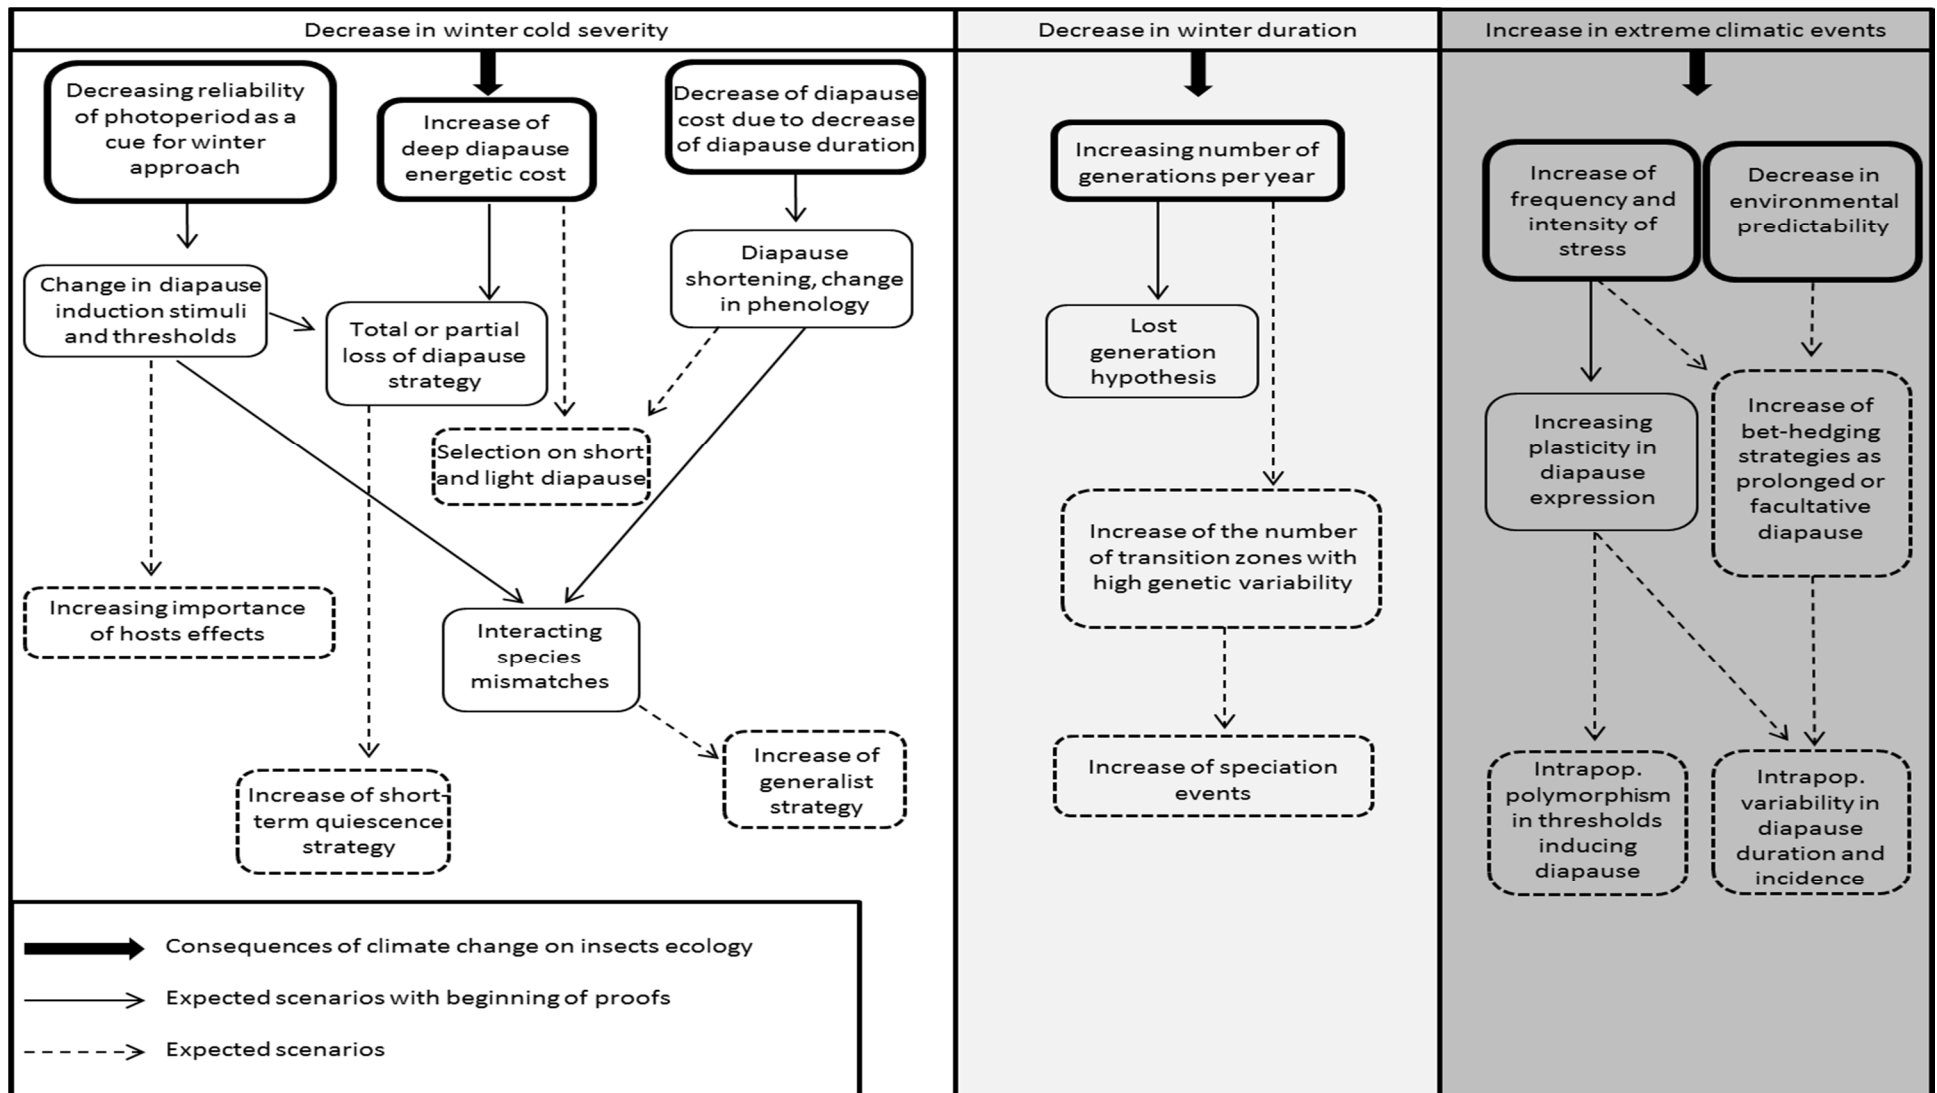 Decrease in winter cold severity
Decreasing reliability
of photoperiod as a
cue for winter
approach
Increase of
deep diapause
energetic cost
Decrease of diapause
cost due to decrease
of diapause duration
Change in diapause
induction stimuli
and thresholds
Total or partial
loss of diapause
strategy
Diapause
shortening, change
in phenology
Selection on short
and light diapause
Increasing importance
of hosts effects
Interacting
species
mismatches
Increase of short-
term quiescence
strategy
Increase of
generalist
strategy
Decrease in winter duration
Increasing number of
generations per year
Lost
generation
hypothesis
Increase of the number
of transition zones with
high genetic variability
Increase of speciation
events
Increase in extreme climatic events
Increase of
frequency and
intensity of
stress
Decrease in
environmental
predictability
Increasing
plasticity in
diapause
expression
Increase of
bet-hedging
strategies as
prolonged or
facultative
diapause
Intrapop.
polymorphism
in thresholds
inducing
diapause
Intrapop.
variability in
diapause
duration and
incidence
Consequences of climate change on insects ecology
Expected scenarios with beginning of proofs
Expected scenarios